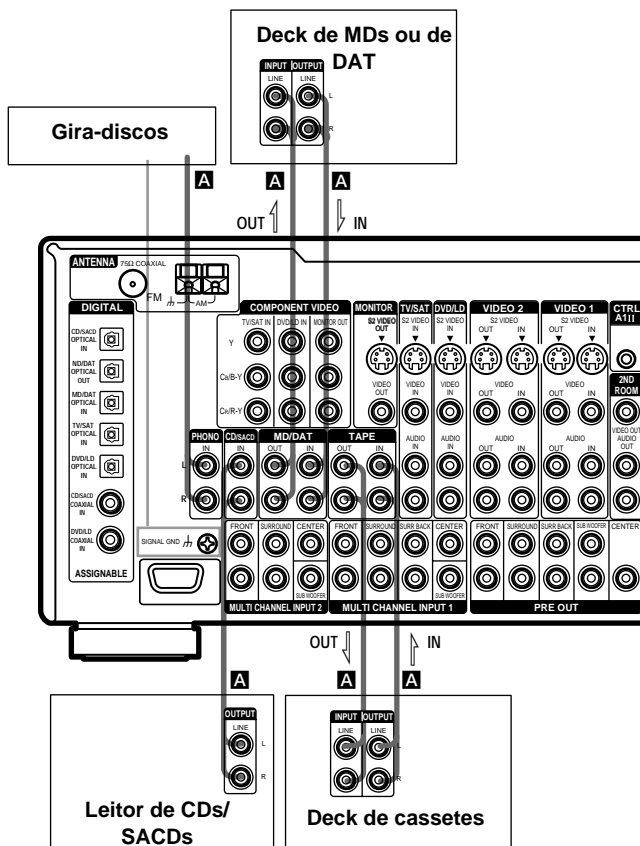 Deck de MDs ou de
DAT
INPUT OUTPUT
LINE LINE
L
R
Gira-discos
A A A
OUT IN
ANTENNA 75Ω COAXIAL
FM AM
DIGITAL
CD/SACD
OPTICAL
IN
MD/DAT
OPTICAL
OUT
MD/DAT
OPTICAL
IN
TV/SAT
OPTICAL
IN
DVD/LD
OPTICAL
IN
CD/SACD
COAXIAL
IN
DVD/LD
COAXIAL
IN
ASSIGNABLE
COMPONENT VIDEO
TV/SAT IN DVD/LD IN MONITOR OUT
Y
CB/B-Y
CR/R-Y
MONITOR TV/SAT DVD/LD VIDEO 2 VIDEO 1 CTRL
A1II
S2 VIDEO
OUT
S2 VIDEO
IN
S2 VIDEO
IN
S2 VIDEO
OUT IN
S2 VIDEO
OUT IN
VIDEO
OUT
VIDEO
IN
VIDEO
IN
VIDEO
OUT IN
VIDEO
OUT IN
2ND
ROOM
VIDEO OUT
AUDIO
OUT
AUDIO
IN
AUDIO
IN
AUDIO
OUT IN
AUDIO
OUT IN
PHONO CD/SACD MD/DAT TAPE
IN IN OUT IN OUT IN
L
R
SIGNAL GND
FRONT SURROUND CENTER FRONT SURROUND SURR BACK CENTER FRONT SURROUND SURR BACK SUB WOOFER CENTER
SUB WOOFER SUB WOOFER
MULTI CHANNEL INPUT 2 MULTI CHANNEL INPUT 1 PRE OUT
OUT IN
A A A
OUTPUT
LINE
L
R
Leitor de CDs/
SACDs
INPUT OUTPUT
LINE LINE
L
R
Deck de cassetes